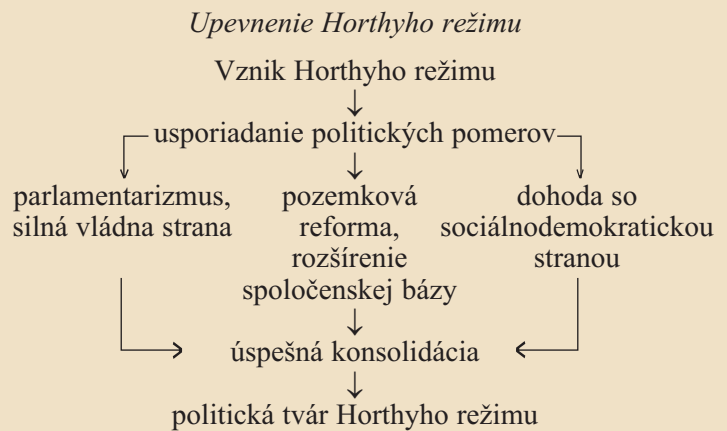 Upevnenie Horthyho režimu
Vznik Horthyho režimu
usporiadanie politických pomerov
parlamentarizmus,
silná vládna strana
pozemková
reforma,
rozšírenie
spoločenskej bázy
dohoda so
sociálnodemokratickou
stranou
úspešná konsolidácia
politická tvár Horthyho režimu